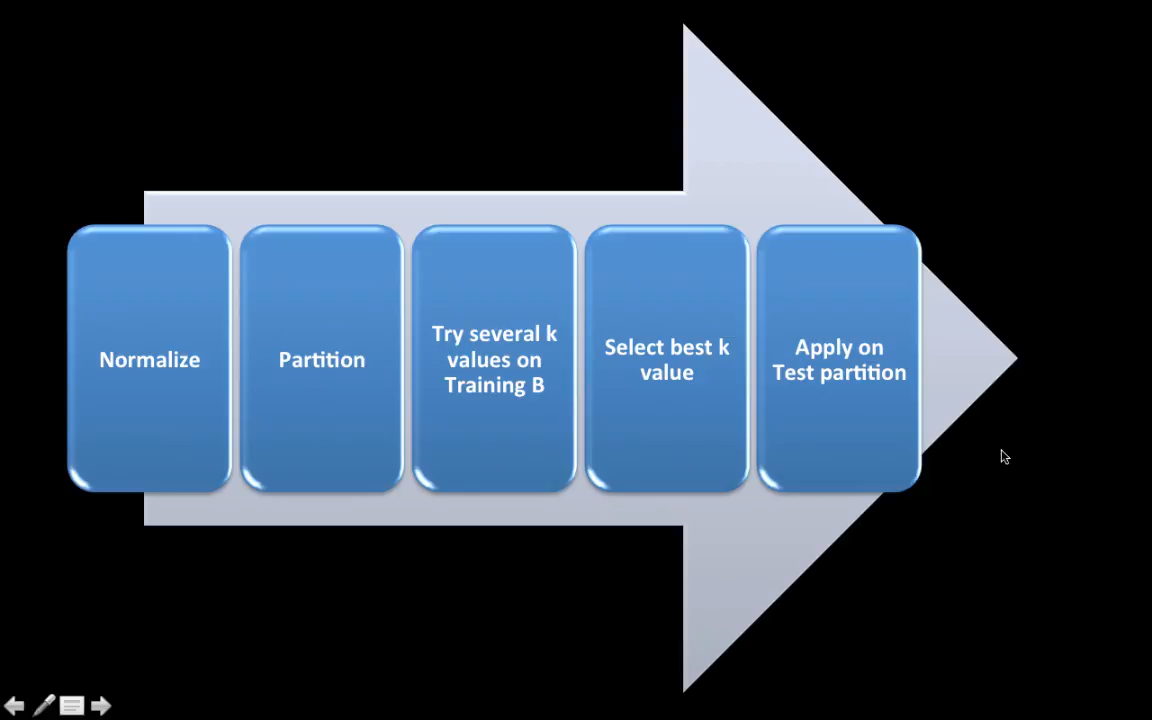 Normalize
Partition
Try several k
values on
Training B
Select best k
value
Apply on
Test partition